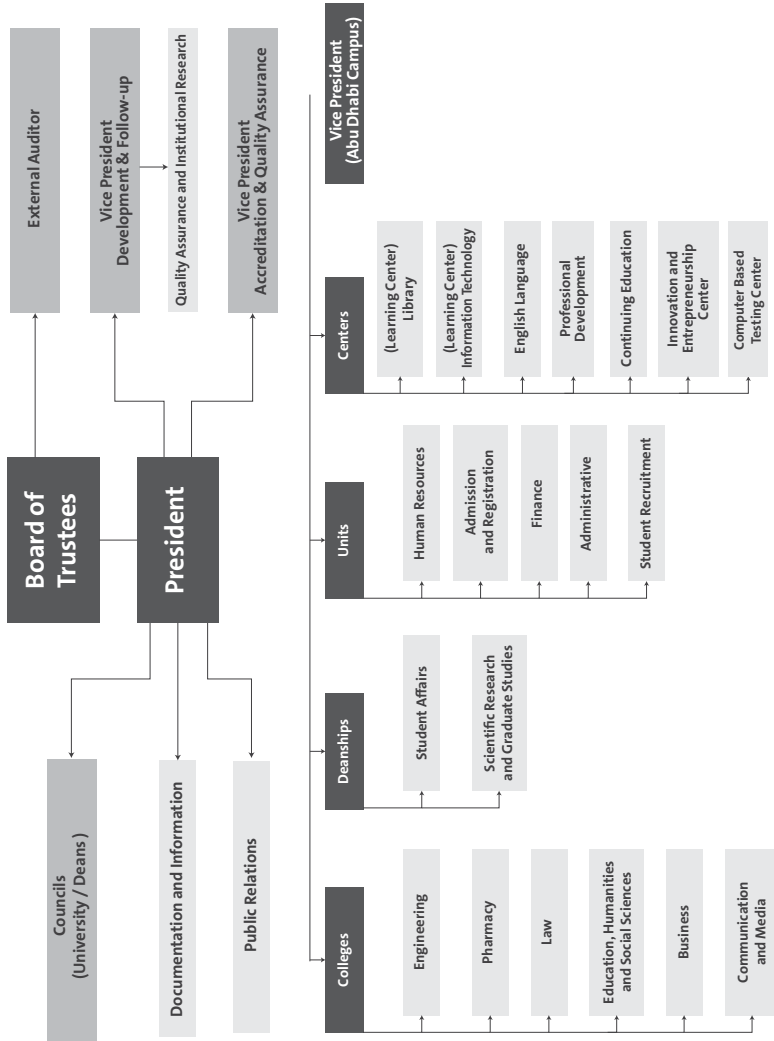 Board of
Trustees
External Auditor
President
Councils
(University / Deans )
Documentation and Information
Public Relations
Vice President
Development & Follow-up
Quality Assurance and Institutional Research
Vice President
Accreditation & Quality Assurance
Colleges
Engineering
Pharmacy
Law
Education, Humanities
and Social Sciences
Business
Communication
and Media
Deanships
Student Affairs
Scientific Research
and Graduate Studies
Units
Human Resources
Admission
and Registration
Finance
Administrative
Student Recruitment
Centers
(Learning Center)
Library
(Learning Center)
Information Technology
English Language
Professional
Development
Continuing Education
Innovation and
Entrepreneurship
Center
Computer Based
Testing Center
Vice President
(Abu Dhabi Campus)